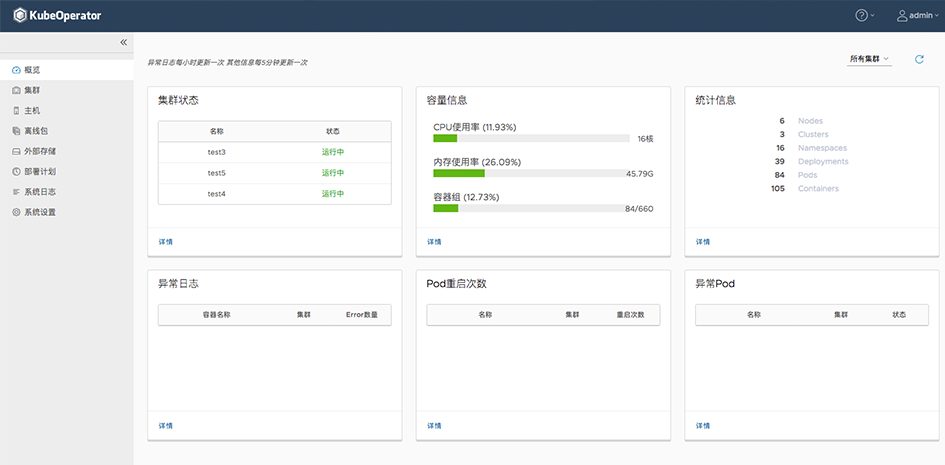 KubeOperator
admin
概览
集群
主机
离线包
外部存储
部署计划
系统日志
系统设置
异常日志每小时更新一次 其他信息每5分钟更新一次
所有集群
集群状态
名称 状态
test3 运行中
test5 运行中
test4 运行中
详情
容量信息
CPU使用率 (11.93%)
16核
内存使用率 (26.09%)
45.79G
容器组 (12.73%)
84/660
详情
统计信息
6 Nodes
3 Clusters
16 Namespaces
39 Deployments
84 Pods
105 Containers
详情
异常日志
容器名称 集群 Error数量
详情
Pod重启次数
名称 集群 重启次数
详情
异常Pod
名称 集群 状态
详情